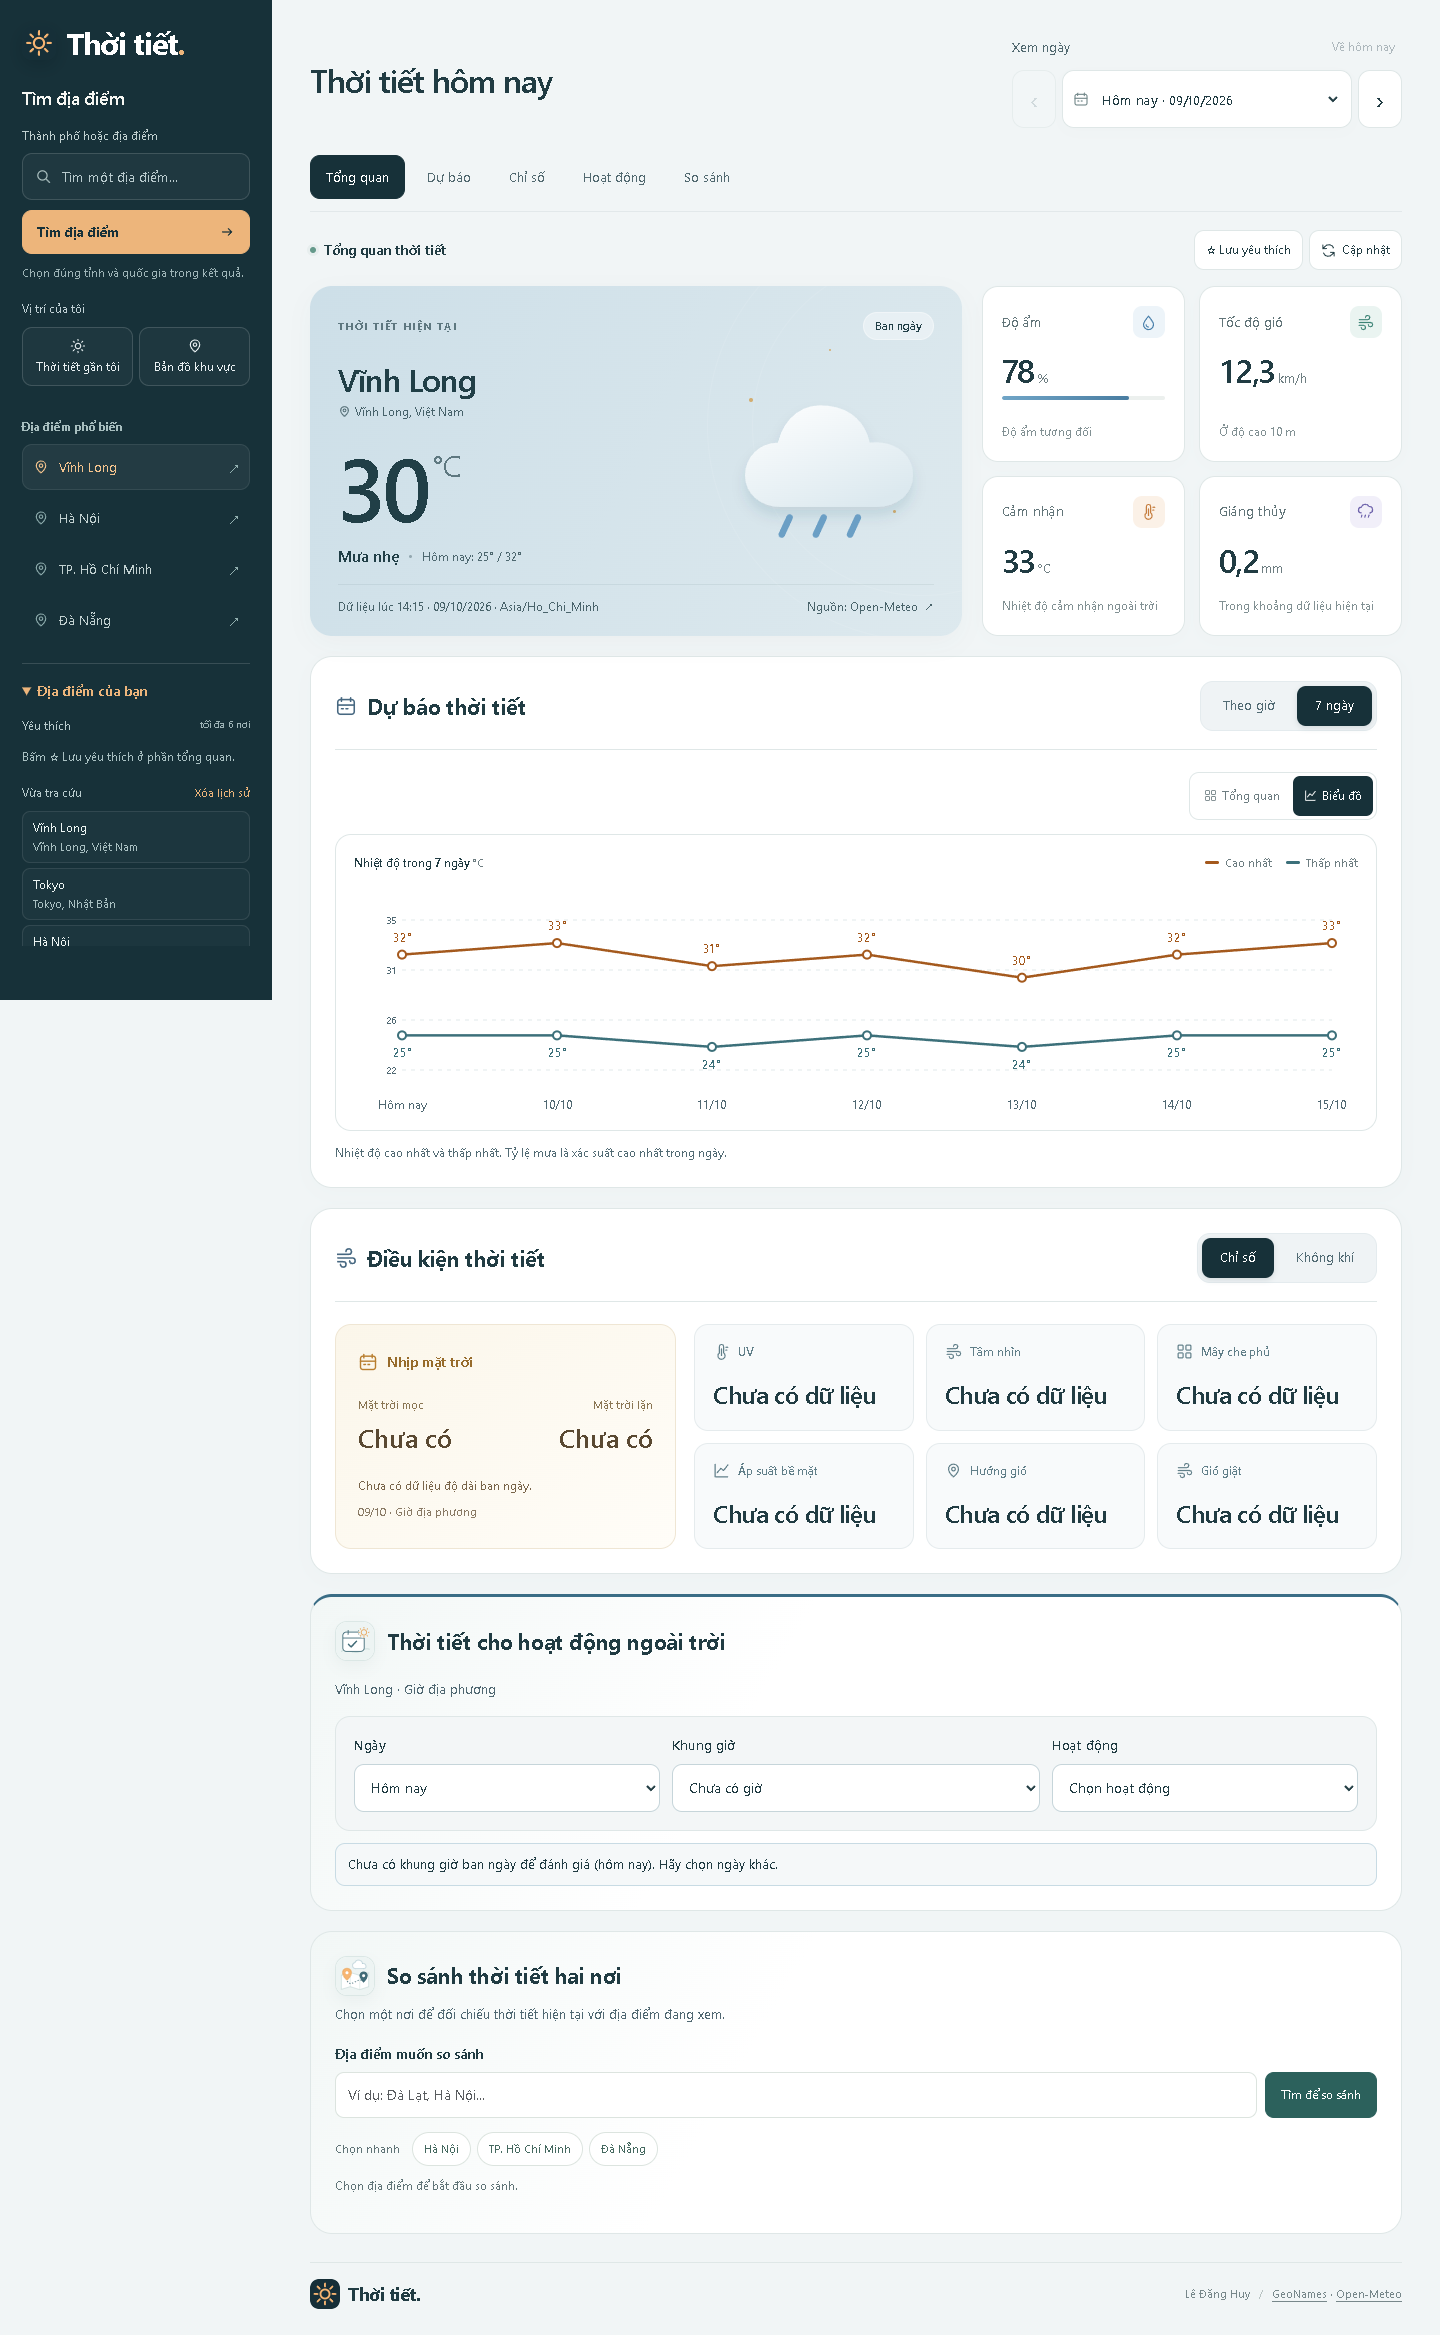 Thời tiết.
Tìm địa điểm
Thành phố hoặc địa điểm
Tìm một địa điểm...
Tìm địa điểm →
Chọn đúng tỉnh và quốc gia trong kết quả.
Vị trí của tôi
Thời tiết gần tôi
Bản đồ khu vực
Địa điểm phổ biến
Vĩnh Long ↗
Hà Nội ↗
TP. Hồ Chí Minh ↗
Đà Nẵng ↗
▼ Địa điểm của bạn
Yêu thích tối đa 6 nơi
Bấm ☆ Lưu yêu thích ở phần tổng quan.
Vừa tra cứu Xóa lịch sử
Vĩnh Long
Vĩnh Long, Việt Nam
Tokyo
Tokyo, Nhật Bản
Hà Nội
Thời tiết hôm nay
Xem ngày Về hôm nay
‹ Hôm nay · 09/10/2026 ›
Tổng quan Dự báo Chỉ số Hoạt động So sánh
Tổng quan thời tiết
☆ Lưu yêu thích Cập nhật
THỜI TIẾT HIỆN TẠI Ban ngày
Vĩnh Long
Vĩnh Long, Việt Nam
30°C
Mưa nhẹ • Hôm nay: 25° / 32°
Dữ liệu lúc 14:15 · 09/10/2026 · Asia/Ho_Chi_Minh Nguồn: Open-Meteo ↗
Độ ẩm
78 %
Độ ẩm tương đối
Tốc độ gió
12,3 km/h
Ở độ cao 10 m
Cảm nhận
33 °C
Nhiệt độ cảm nhận ngoài trời
Giáng thủy
0,2 mm
Trong khoảng dữ liệu hiện tại
Dự báo thời tiết
Theo giờ 7 ngày
Tổng quan Biểu đồ
Nhiệt độ trong 7 ngày °C Cao nhất Thấp nhất
35
32° 33° 31° 32° 30° 32° 33°
31
26
25° 25° 24° 25° 24° 25° 25°
22
Hôm nay 10/10 11/10 12/10 13/10 14/10 15/10
Nhiệt độ cao nhất và thấp nhất. Tỷ lệ mưa là xác suất cao nhất trong ngày.
Điều kiện thời tiết
Chỉ số Không khí
Nhịp mặt trời
Mặt trời mọc Mặt trời lặn
Chưa có Chưa có
Chưa có dữ liệu độ dài ban ngày.
09/10 · Giờ địa phương
UV
Chưa có dữ liệu
Tầm nhìn
Chưa có dữ liệu
Mây che phủ
Chưa có dữ liệu
Áp suất bề mặt
Chưa có dữ liệu
Hướng gió
Chưa có dữ liệu
Gió giật
Chưa có dữ liệu
Thời tiết cho hoạt động ngoài trời
Vĩnh Long · Giờ địa phương
Ngày Khung giờ Hoạt động
Hôm nay Chưa có giờ Chọn hoạt động
Chưa có khung giờ ban ngày để đánh giá (hôm nay). Hãy chọn ngày khác.
So sánh thời tiết hai nơi
Chọn một nơi để đối chiếu thời tiết hiện tại với địa điểm đang xem.
Địa điểm muốn so sánh
Ví dụ: Đà Lạt, Hà Nội... Tìm để so sánh
Chọn nhanh Hà Nội TP. Hồ Chí Minh Đà Nẵng
Chọn địa điểm để bắt đầu so sánh.
Thời tiết.
Lê Đăng Huy / GeoNames · Open-Meteo